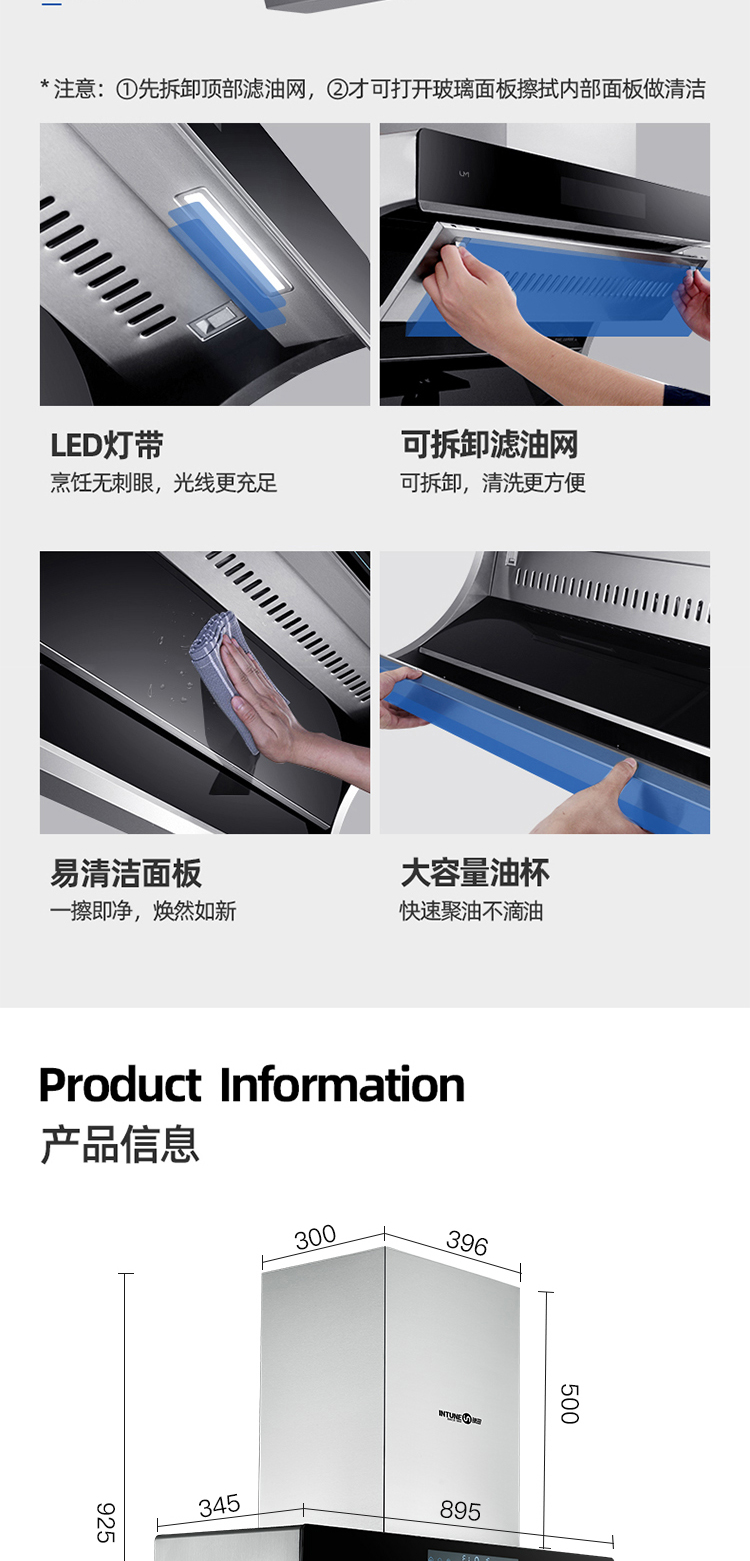 * 注意：①先拆卸顶部滤油网，②才可打开玻璃面板擦拭内部面板做清洁
LED灯带
烹饪无刺眼，光线更充足
可拆卸滤油网
可拆卸，清洗更方便
易清洁面板
一擦即净，焕然如新
大容量油杯
快速聚油不滴油
Product Information
产品信息
300
396
500
INTUNE
345
895
925